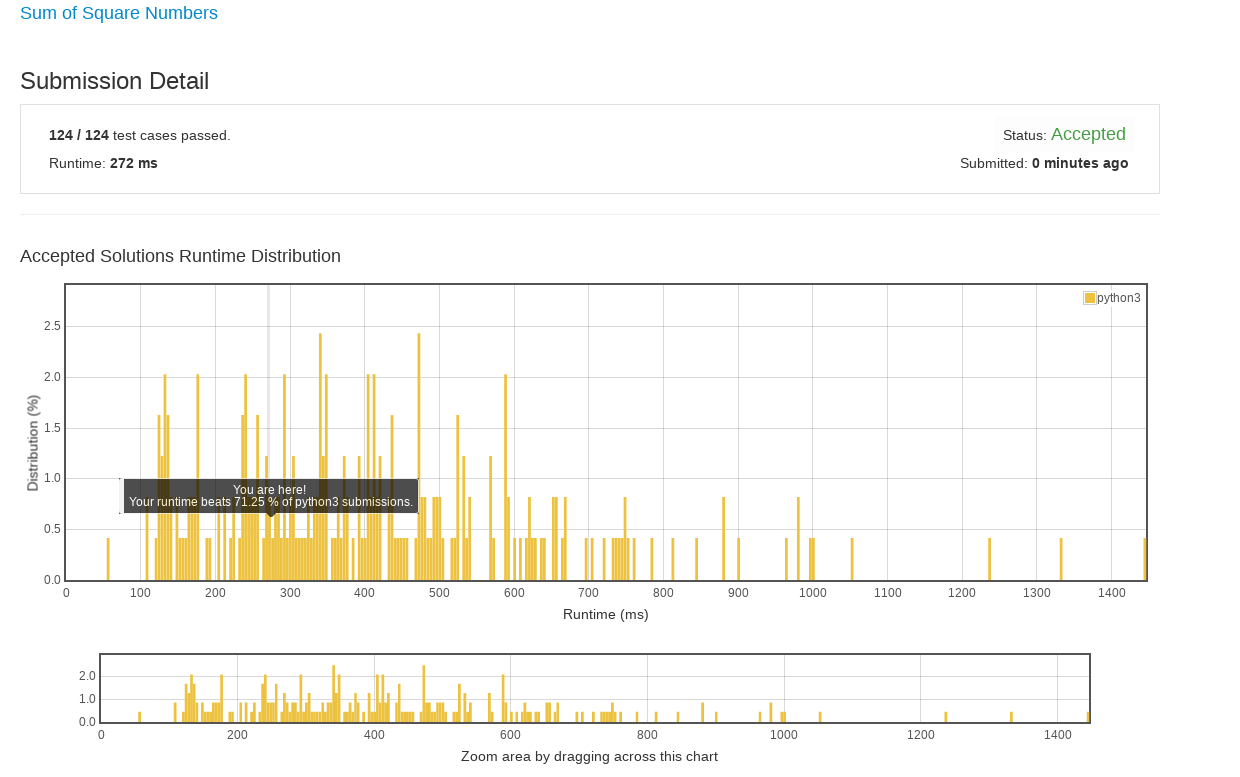 Sum of Square Numbers
Submission Detail
124 / 124 test cases passed.
Status: Accepted
Runtime: 272 ms
Submitted: 0 minutes ago
Accepted Solutions Runtime Distribution
python3
2.5
2.0
1.5
1.0
0.5
0.0
Distribution (%)
You are here!
Your runtime beats 71.25 % of python3 submissions.
0 100 200 300 400 500 600 700 800 900 1000 1100 1200 1300 1400
Runtime (ms)
2.0
1.0
0.0
0 200 400 600 800 1000 1200 1400
Zoom area by dragging across this chart